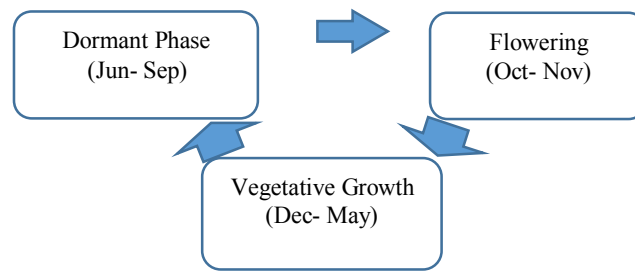 Dormant Phase
(Jun- Sep)
Flowering
(Oct- Nov)
Vegetative Growth
(Dec- May)